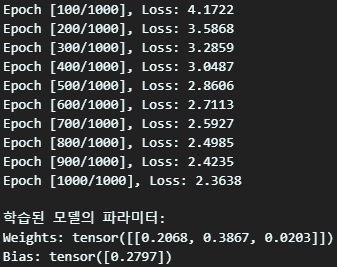 Epoch [100/1000], Loss: 4.1722
Epoch [200/1000], Loss: 3.5868
Epoch [300/1000], Loss: 3.2859
Epoch [400/1000], Loss: 3.0487
Epoch [500/1000], Loss: 2.8606
Epoch [600/1000], Loss: 2.7113
Epoch [700/1000], Loss: 2.5927
Epoch [800/1000], Loss: 2.4985
Epoch [900/1000], Loss: 2.4235
Epoch [1000/1000], Loss: 2.3638
학습된 모델의 파라미터:
Weights: tensor([[0.2068, 0.3867, 0.0203]])
Bias: tensor([0.2797])